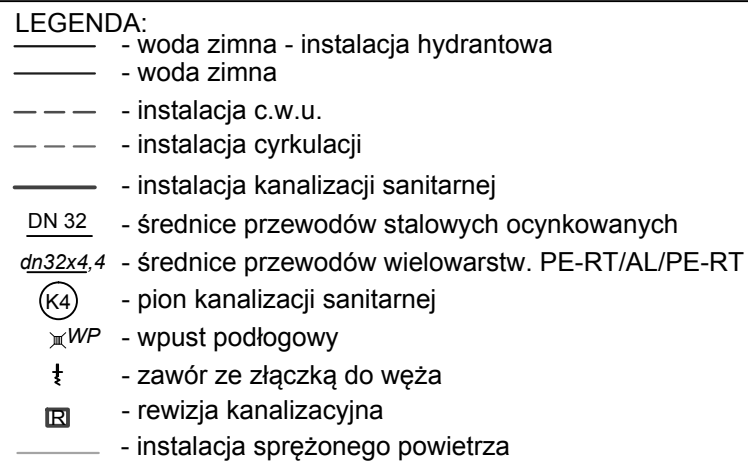 LEGENDA:
- woda zimna - instalacja hydrantowa
- woda zimna
- instalacja c.w.u.
- instalacja cyrkulacji
- instalacja kanalizacji sanitarnej
DN 32 - średnice przewodów stalowych ocynkowanych
dn32x4,4 - średnice przewodów wielowarstw. PE-RT/AL/PE-RT
K4 - pion kanalizacji sanitarnej
WP - wpust podłogowy
- zawór ze złączką do węża
R - rewizja kanalizacyjna
- instalacja sprężonego powietrza